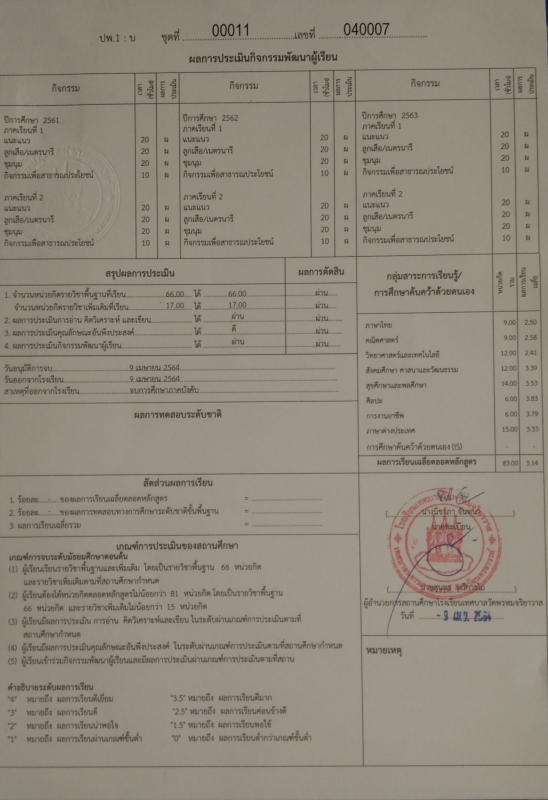 ปพ.1 : บ ชุดที่ 00011 เลขที่ 040007
ผลการประเมินกิจกรรมพัฒนาผู้เรียน
กิจกรรม เวลา (ชั่วโมง) ผลการประเมิน กิจกรรม เวลา (ชั่วโมง) ผลการประเมิน กิจกรรม เวลา (ชั่วโมง) ผลการประเมิน
ปีการศึกษา 2561 ปีการศึกษา 2562 ปีการศึกษา 2563
ภาคเรียนที่ 1 ภาคเรียนที่ 1 ภาคเรียนที่ 1
แนะแนว 20 ผ แนะแนว 20 ผ แนะแนว 20 ผ
ลูกเสือ/เนตรนารี 20 ผ ลูกเสือ/เนตรนารี 20 ผ ลูกเสือ/เนตรนารี 20 ผ
ชุมนุม 20 ผ ชุมนุม 20 ผ ชุมนุม 20 ผ
กิจกรรมเพื่อสาธารณประโยชน์ 10 ผ กิจกรรมเพื่อสาธารณประโยชน์ 10 ผ กิจกรรมเพื่อสาธารณประโยชน์ 10 ผ
ภาคเรียนที่ 2 ภาคเรียนที่ 2 ภาคเรียนที่ 2
แนะแนว 20 ผ แนะแนว 20 ผ แนะแนว 20 ผ
ลูกเสือ/เนตรนารี 20 ผ ลูกเสือ/เนตรนารี 20 ผ ลูกเสือ/เนตรนารี 20 ผ
ชุมนุม 20 ผ ชุมนุม 20 ผ ชุมนุม 20 ผ
กิจกรรมเพื่อสาธารณประโยชน์ 10 ผ กิจกรรมเพื่อสาธารณประโยชน์ 10 ผ กิจกรรมเพื่อสาธารณประโยชน์ 10 ผ
สรุปผลการประเมิน ผลการตัดสิน
1. จำนวนหน่วยกิตรายวิชาพื้นฐานที่เรียน 66.00 ได้ 66.00 ผ่าน
จำนวนหน่วยกิตรายวิชาเพิ่มเติมที่เรียน 17.00 ได้ 17.00 ผ่าน
2. ผลการประเมินการอ่าน คิดวิเคราะห์ และเขียน ได้ ผ่าน ผ่าน
3. ผลการประเมินคุณลักษณะอันพึงประสงค์ ได้ ดี ผ่าน
4. ผลการประเมินกิจกรรมพัฒนาผู้เรียน ได้ ผ่าน ผ่าน
วันอนุมัติการจบ 9 เมษายน 2564
วันออกจากโรงเรียน 9 เมษายน 2564
สาเหตุที่ออกจากโรงเรียน จบการศึกษาภาคบังคับ
ผลการทดสอบระดับชาติ
กลุ่มสาระการเรียนรู้/ หน่วยกิตรวม ผลการเรียนเฉลี่ย
การศึกษาค้นคว้าด้วยตนเอง
ภาษาไทย 9.00 2.50
คณิตศาสตร์ 9.00 2.58
วิทยาศาสตร์และเทคโนโลยี 12.00 2.41
สังคมศึกษา ศาสนาและวัฒนธรรม 12.00 3.39
สุขศึกษาและพลศึกษา 14.00 3.53
ศิลปะ 6.00 3.83
การงานอาชีพ 6.00 3.79
ภาษาต่างประเทศ 15.00 3.33
การศึกษาค้นคว้าด้วยตนเอง (IS) - -
ผลการเรียนเฉลี่ยตลอดหลักสูตร 83.00 3.16
สัดส่วนผลการเรียน
1. ร้อยละ - ของผลการเรียนเฉลี่ยตลอดหลักสูตร =
2. ร้อยละ - ของผลการทดสอบทางการศึกษาระดับชาติขั้นพื้นฐาน =
3. ผลการเรียนเฉลี่ยรวม =
นายทะเบียน
ผู้อำนวยการสถานศึกษาโรงเรียนเทศบาลวัดพรหมจริยาวาส
วันที่ - 9 เม.ย. 2564
หมายเหตุ
เกณฑ์การประเมินของสถานศึกษา
เกณฑ์การจบระดับมัธยมศึกษาตอนต้น
(1) ผู้เรียนเรียนรายวิชาพื้นฐานและเพิ่มเติม โดยเป็นรายวิชาพื้นฐาน 66 หน่วยกิต
และรายวิชาเพิ่มเติมตามที่สถานศึกษากำหนด
(2) ผู้เรียนต้องได้หน่วยกิตตลอดหลักสูตรไม่น้อยกว่า 81 หน่วยกิต โดยเป็นรายวิชาพื้นฐาน
66 หน่วยกิต และรายวิชาเพิ่มเติมไม่น้อยกว่า 15 หน่วยกิต
(3) ผู้เรียนมีผลการประเมิน การอ่าน คิดวิเคราะห์และเขียน ในระดับผ่านเกณฑ์การประเมินตามที่
สถานศึกษากำหนด
(4) ผู้เรียนมีผลการประเมินคุณลักษณะอันพึงประสงค์ ในระดับผ่านเกณฑ์การประเมินตามที่สถานศึกษากำหนด
(5) ผู้เรียนเข้าร่วมกิจกรรมพัฒนาผู้เรียนและมีผลการประเมินผ่านเกณฑ์การประเมินตามที่สถาน
คำอธิบายระดับผลการเรียน
"4" หมายถึง ผลการเรียนดีเยี่ยม "3.5" หมายถึง ผลการเรียนดีมาก
"3" หมายถึง ผลการเรียนดี "2.5" หมายถึง ผลการเรียนค่อนข้างดี
"2" หมายถึง ผลการเรียนน่าพอใจ "1.5" หมายถึง ผลการเรียนพอใช้
"1" หมายถึง ผลการเรียนผ่านเกณฑ์ขั้นต่ำ "0" หมายถึง ผลการเรียนต่ำกว่าเกณฑ์ขั้นต่ำ